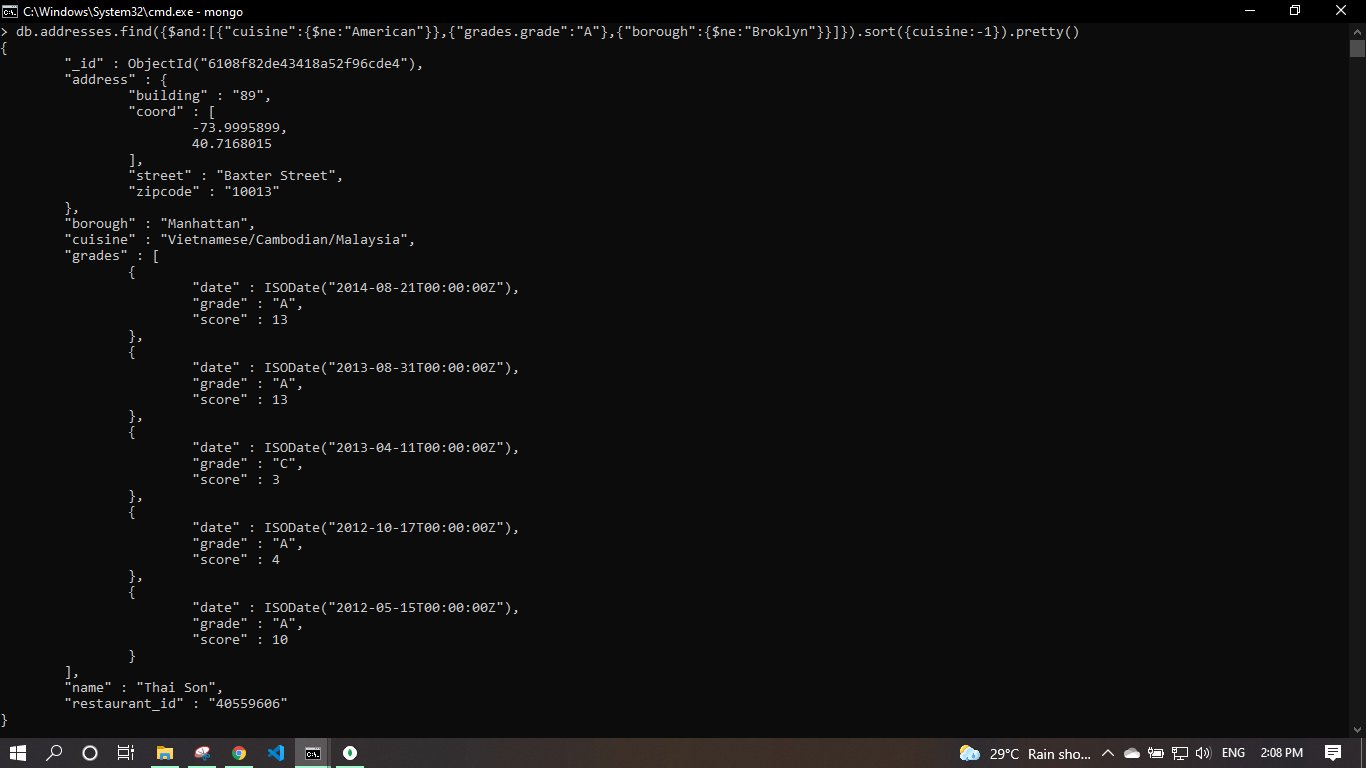 C:\Windows\System32\cmd.exe - mongo
> db.addresses.find({$and:[{"cuisine":{$ne:"American"}},{"grades.grade":"A"},{"borough":{$ne:"Broklyn"}}]}).sort({cuisine:-1}).pretty()
{
        "_id" : ObjectId("6108f82de43418a52f96cde4"),
        "address" : {
                "building" : "89",
                "coord" : [
                        -73.9995899,
                        40.7168015
                ],
                "street" : "Baxter Street",
                "zipcode" : "10013"
        },
        "borough" : "Manhattan",
        "cuisine" : "Vietnamese/Cambodian/Malaysia",
        "grades" : [
                {
                        "date" : ISODate("2014-08-21T00:00:00Z"),
                        "grade" : "A",
                        "score" : 13
                },
                {
                        "date" : ISODate("2013-08-31T00:00:00Z"),
                        "grade" : "A",
                        "score" : 13
                },
                {
                        "date" : ISODate("2013-04-11T00:00:00Z"),
                        "grade" : "C",
                        "score" : 3
                },
                {
                        "date" : ISODate("2012-10-17T00:00:00Z"),
                        "grade" : "A",
                        "score" : 4
                },
                {
                        "date" : ISODate("2012-05-15T00:00:00Z"),
                        "grade" : "A",
                        "score" : 10
                }
        ],
        "name" : "Thai Son",
        "restaurant_id" : "40559606"
}
29°C Rain sho... ENG 2:08 PM